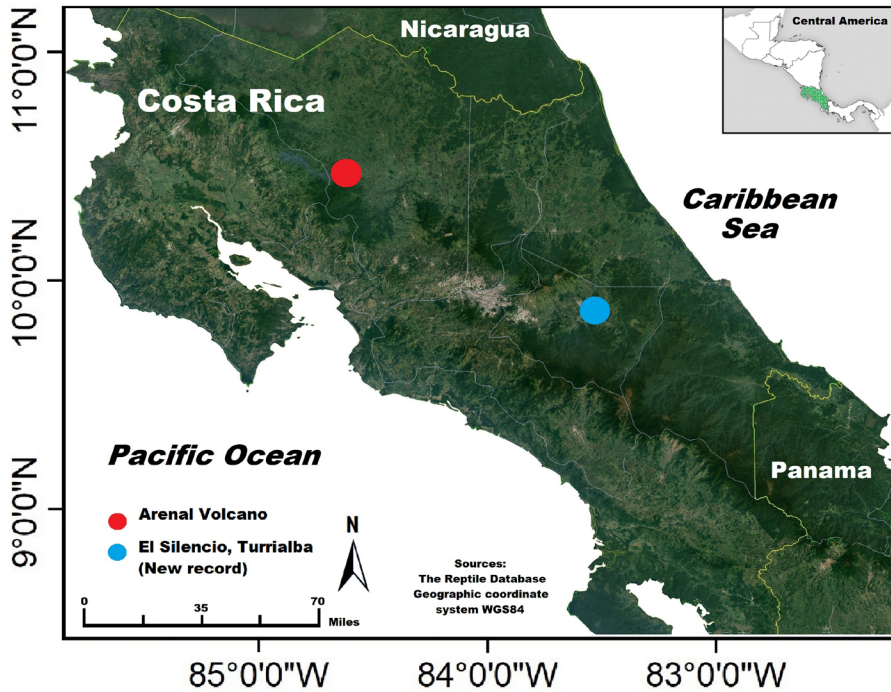 Nicaragua
Central America
Costa Rica
Caribbean
Sea
Pacific Ocean
Panama
Arenal Volcano
El Silencio, Turrialba
(New record)
N
Sources:
The Reptile Database
Geographic coordinate
system WGS84
0 35 70
Miles
11°0'0"N
10°0'0"N
9°0'0"N
85°0'0"W 84°0'0"W 83°0'0"W